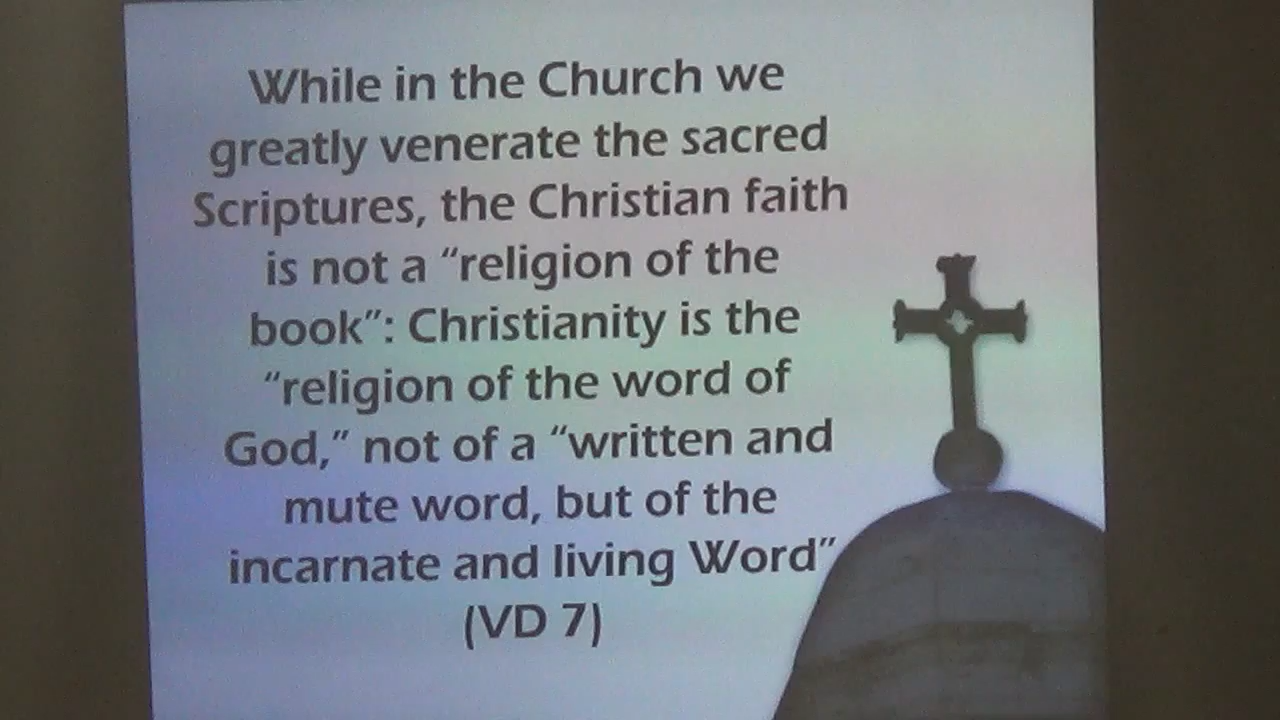 While in the Church we
greatly venerate the sacred
Scriptures, the Christian faith
is not a “religion of the
book”: Christianity is the
“religion of the word of
God,” not of a “written and
mute word, but of the
incarnate and living Word”
(VD 7)